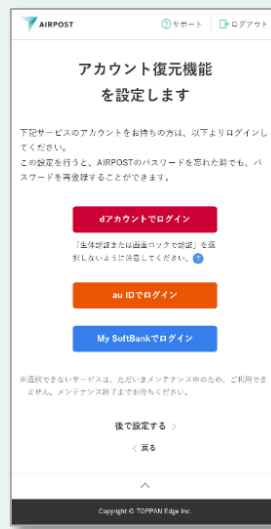 AIRPOST
サポート
ログアウト
アカウント復元機能
を設定します
下記サービスのアカウントをお持ちの方は、以下よりログインし
てください。
この設定を行うと、AIRPOSTのパスワードを忘れた時でも、パ
スワードを再登録することができます。
dアカウントでログイン
「生体認証または画面ロックで認証」を選
択しないように注意してください。?
au IDでログイン
My SoftBankでログイン
※選択できないサービスは、ただいまメンテナンス中のため、ご利用でき
ません。メンテナンス終了までお待ちください。
後で設定する >
< 戻る
Copyright © TOPPAN Edge Inc.